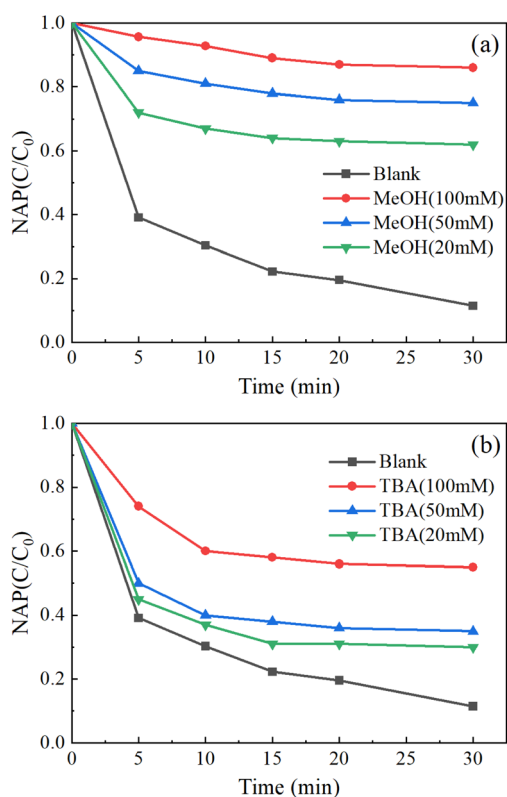 (a)
1.0
0.8
0.6
0.4
0.2
0.0
NAP(C/C₀)
Blank
MeOH(100mM)
MeOH(50mM)
MeOH(20mM)
0 5 10 15 20 25 30
Time (min)
(b)
1.0
0.8
0.6
0.4
0.2
0.0
NAP(C/C₀)
Blank
TBA(100mM)
TBA(50mM)
TBA(20mM)
0 5 10 15 20 25 30
Time (min)